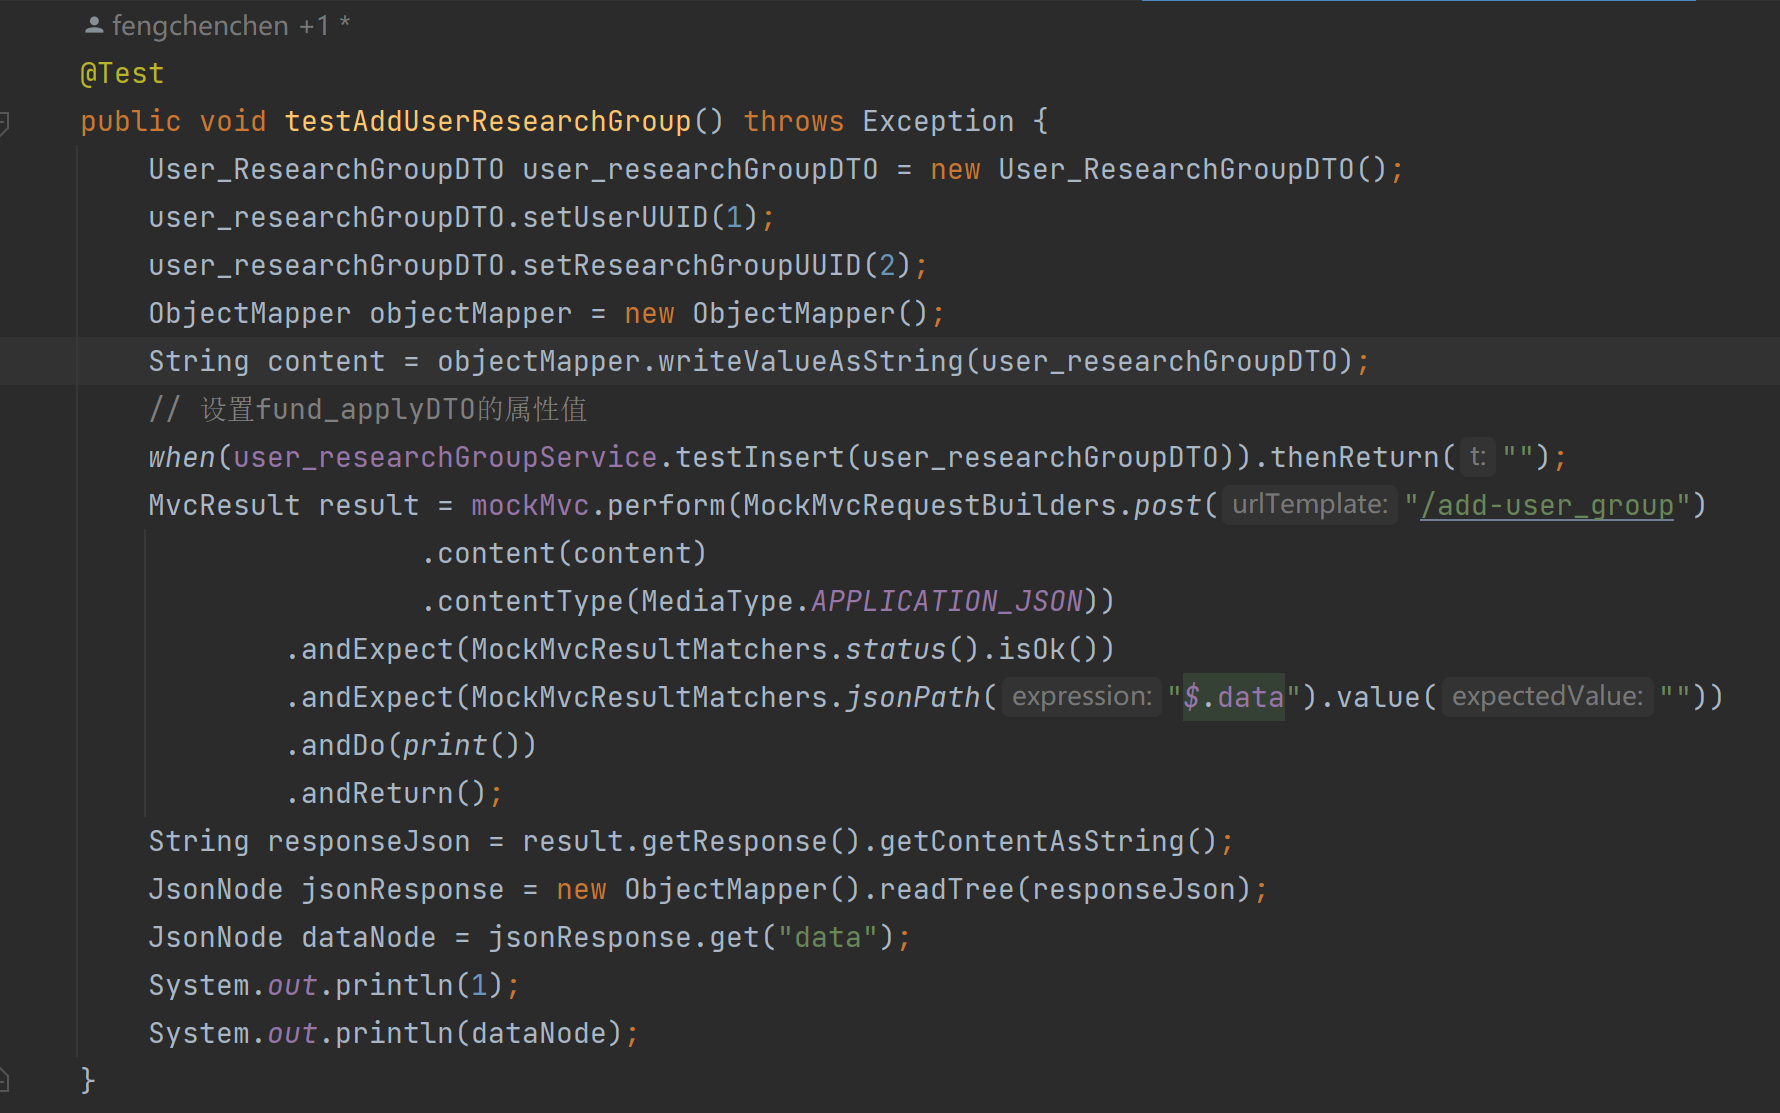 fengchenchen +1 *
@Test
public void testAddUserResearchGroup() throws Exception {
User_ResearchGroupDTO user_researchGroupDTO = new User_ResearchGroupDTO();
user_researchGroupDTO.setUserUUID(1);
user_researchGroupDTO.setResearchGroupUUID(2);
ObjectMapper objectMapper = new ObjectMapper();
String content = objectMapper.writeValueAsString(user_researchGroupDTO);
// 设置fund_applyDTO的属性值
when(user_researchGroupService.testInsert(user_researchGroupDTO)).thenReturn( t: "");
MvcResult result = mockMvc.perform(MockMvcRequestBuilders.post( urlTemplate: "/add-user_group")
.content(content)
.contentType(MediaType.APPLICATION_JSON))
.andExpect(MockMvcResultMatchers.status().isOk())
.andExpect(MockMvcResultMatchers.jsonPath( expression: "$.data").value( expectedValue: ""))
.andDo(print())
.andReturn();
String responseJson = result.getResponse().getContentAsString();
JsonNode jsonResponse = new ObjectMapper().readTree(responseJson);
JsonNode dataNode = jsonResponse.get("data");
System.out.println(1);
System.out.println(dataNode);
}